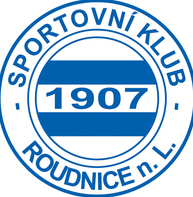 - SPORTOVNÍ KLUB -
1907
ROUDNICE n. L.